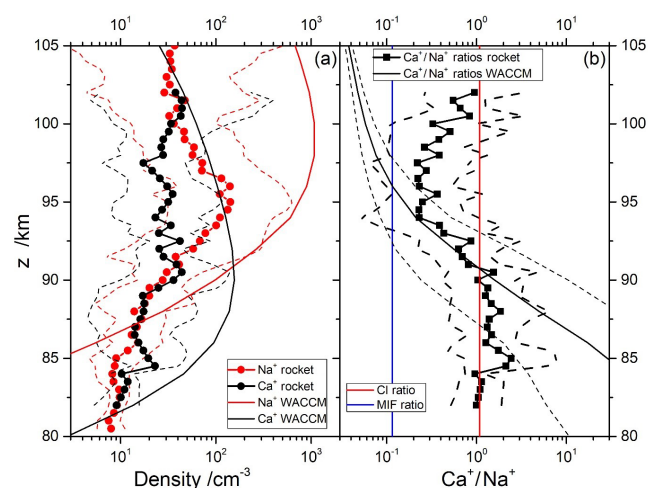 10¹ 10² 10³ 10⁻¹ 10⁰ 10¹
105 (a) (b) 105
Ca⁺/Na⁺ ratios rocket
Ca⁺/Na⁺ ratios WACCM
100 100
95 95
z /km
90 90
85 85
Na⁺ rocket
Ca⁺ rocket
Na⁺ WACCM
Ca⁺ WACCM
CI ratio
MIF ratio
80 80
10¹ 10² 10³ 10⁻¹ 10⁰ 10¹
Density /cm⁻³ Ca⁺/Na⁺